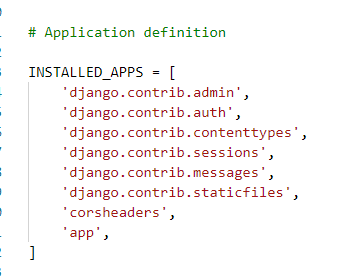 # Application definition
INSTALLED_APPS = [
'django.contrib.admin',
'django.contrib.auth',
'django.contrib.contenttypes',
'django.contrib.sessions',
'django.contrib.messages',
'django.contrib.staticfiles',
'corsheaders',
'app',
]